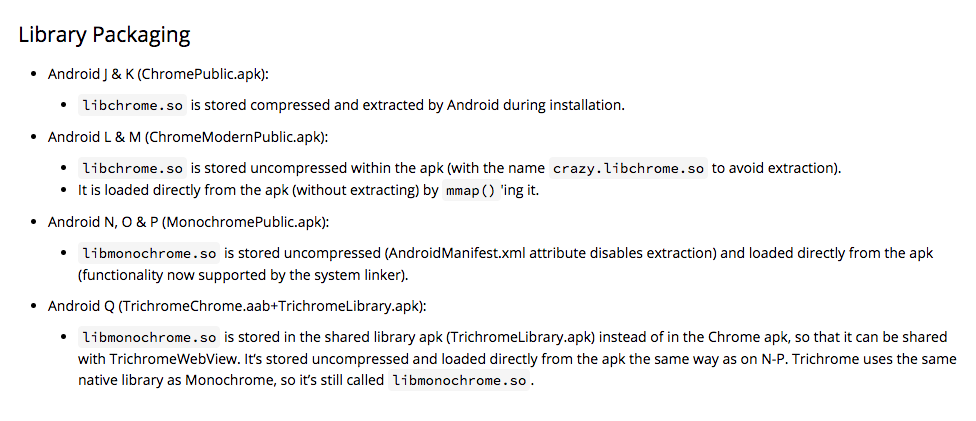 Library Packaging
• Android J & K (ChromePublic.apk):
• libchrome.so is stored compressed and extracted by Android during installation.
• Android L & M (ChromeModernPublic.apk):
• libchrome.so is stored uncompressed within the apk (with the name crazy.libchrome.so to avoid extraction).
• It is loaded directly from the apk (without extracting) by mmap() 'ing it.
• Android N, O & P (MonochromePublic.apk):
• libmonochrome.so is stored uncompressed (AndroidManifest.xml attribute disables extraction) and loaded directly from the apk
(functionality now supported by the system linker).
• Android Q (TrichromeChrome.aab+TrichromeLibrary.apk):
• libmonochrome.so is stored in the shared library apk (TrichromeLibrary.apk) instead of in the Chrome apk, so that it can be shared
with TrichromeWebView. It’s stored uncompressed and loaded directly from the apk the same way as on N-P. Trichrome uses the same
native library as Monochrome, so it’s still called libmonochrome.so.